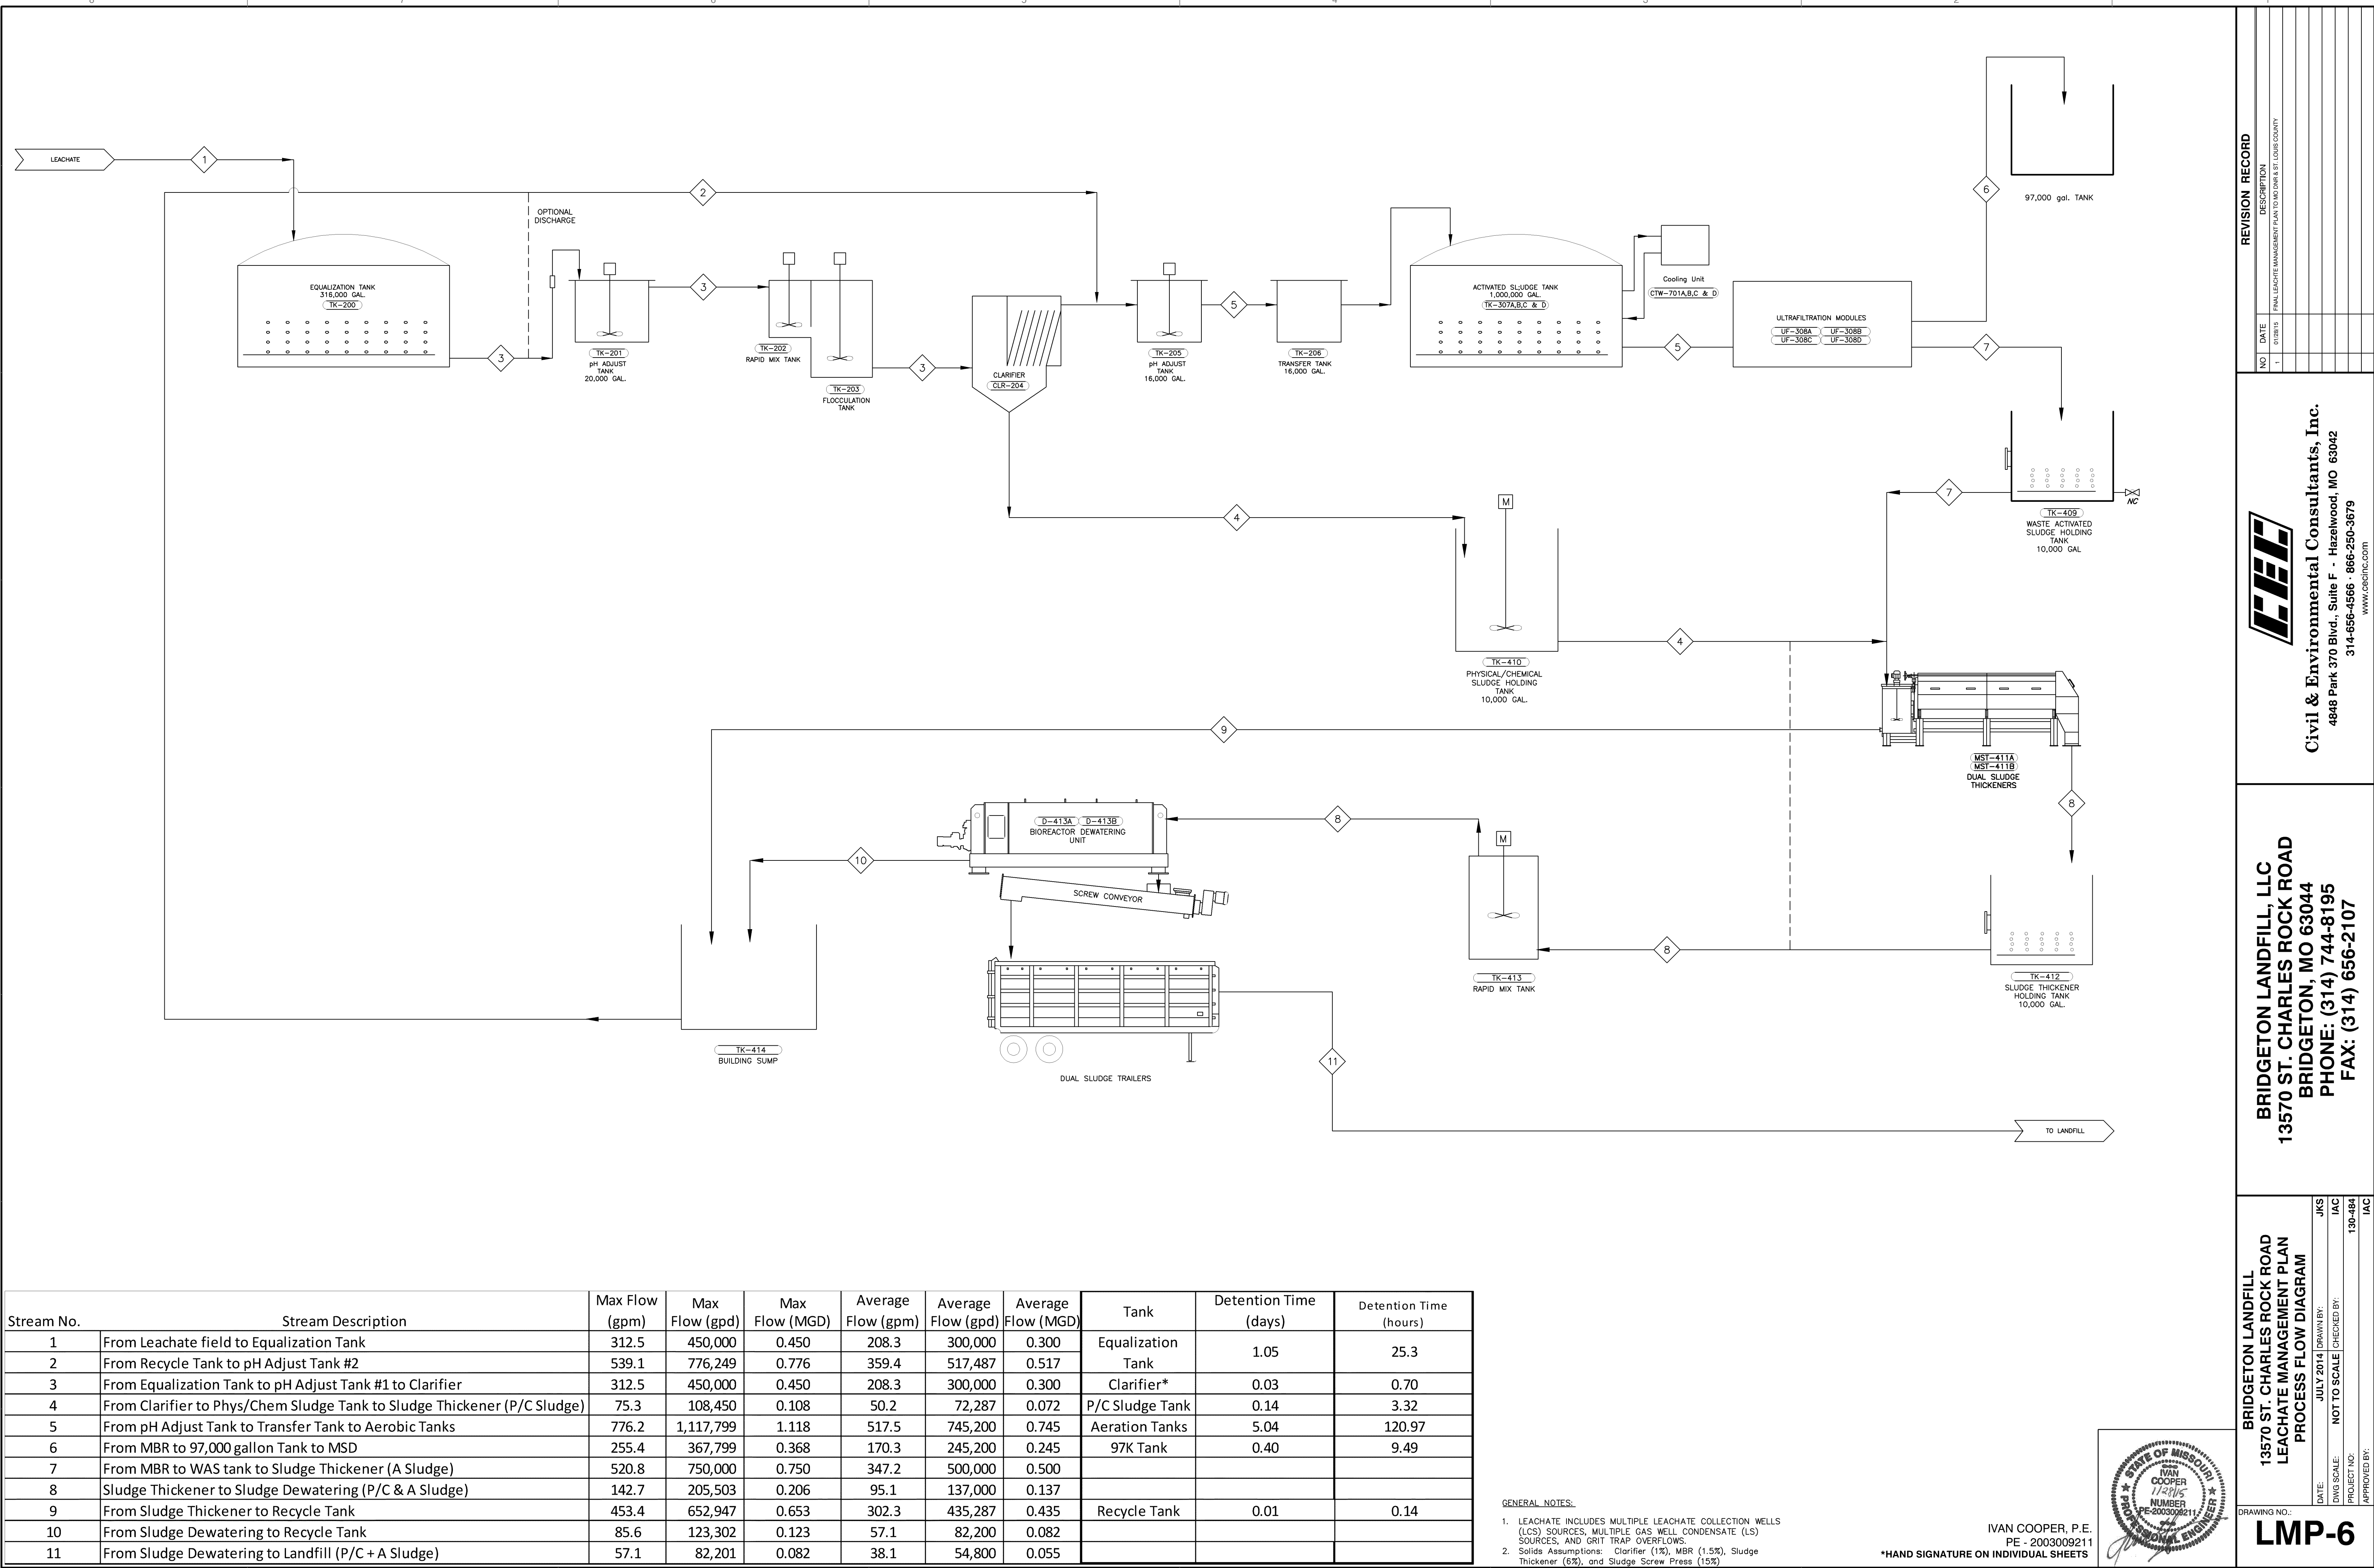 LEACHATE
1
2
OPTIONAL
DISCHARGE
EQUALIZATION TANK
316,000 GAL.
TK-200
3
TK-201
pH ADJUST
TANK
20,000 GAL.
3
TK-202
RAPID MIX TANK
TK-203
FLOCCULATION
TANK
3
CLARIFIER
CLR-204
TK-205
pH ADJUST
TANK
16,000 GAL.
5
TK-206
TRANSFER TANK
16,000 GAL.
ACTIVATED SL;UDGE TANK
1,000,000 GAL.
TK-307A,B,C & D
Cooling Unit
CTW-701A,B,C & D
5
ULTRAFILTRATION MODULES
UF-308A UF-308B
UF-308C UF-308D
6
97,000 gal. TANK
7
7
NC
TK-409
WASTE ACTIVATED
SLUDGE HOLDING
TANK
10,000 GAL
4
M
TK-410
PHYSICAL/CHEMICAL
SLUDGE HOLDING
TANK
10,000 GAL.
4
MST-411A
MST-411B
DUAL SLUDGE
THICKENERS
9
8
D-413A D-413B
BIOREACTOR DEWATERING
UNIT
8
M
10
SCREW CONVEYOR
TK-413
RAPID MIX TANK
8
TK-412
SLUDGE THICKENER
HOLDING TANK
10,000 GAL.
TK-414
BUILDING SUMP
DUAL SLUDGE TRAILERS
11
TO LANDFILL
Stream No. Stream Description Max Flow (gpm) Max Flow (gpd) Max Flow (MGD) Average Flow (gpm) Average Flow (gpd) Average Flow (MGD) Tank Detention Time (days) Detention Time (hours)
1 From Leachate field to Equalization Tank 312.5 450,000 0.450 208.3 300,000 0.300 Equalization Tank 1.05 25.3
2 From Recycle Tank to pH Adjust Tank #2 539.1 776,249 0.776 359.4 517,487 0.517
3 From Equalization Tank to pH Adjust Tank #1 to Clarifier 312.5 450,000 0.450 208.3 300,000 0.300 Clarifier* 0.03 0.70
4 From Clarifier to Phys/Chem Sludge Tank to Sludge Thickener (P/C Sludge) 75.3 108,450 0.108 50.2 72,287 0.072 P/C Sludge Tank 0.14 3.32
5 From pH Adjust Tank to Transfer Tank to Aerobic Tanks 776.2 1,117,799 1.118 517.5 745,200 0.745 Aeration Tanks 5.04 120.97
6 From MBR to 97,000 gallon Tank to MSD 255.4 367,799 0.368 170.3 245,200 0.245 97K Tank 0.40 9.49
7 From MBR to WAS tank to Sludge Thickener (A Sludge) 520.8 750,000 0.750 347.2 500,000 0.500
8 Sludge Thickener to Sludge Dewatering (P/C & A Sludge) 142.7 205,503 0.206 95.1 137,000 0.137
9 From Sludge Thickener to Recycle Tank 453.4 652,947 0.653 302.3 435,287 0.435 Recycle Tank 0.01 0.14
10 From Sludge Dewatering to Recycle Tank 85.6 123,302 0.123 57.1 82,200 0.082
11 From Sludge Dewatering to Landfill (P/C + A Sludge) 57.1 82,201 0.082 38.1 54,800 0.055
GENERAL NOTES:
1. LEACHATE INCLUDES MULTIPLE LEACHATE COLLECTION WELLS
(LCS) SOURCES, MULTIPLE GAS WELL CONDENSATE (LS)
SOURCES, AND GRIT TRAP OVERFLOWS.
2. Solids Assumptions: Clarifier (1%), MBR (1.5%), Sludge
Thickener (6%), and Sludge Screw Press (15%)
IVAN COOPER, P.E.
PE - 2003009211
*HAND SIGNATURE ON INDIVIDUAL SHEETS
STATE OF MISSOURI
IVAN
COOPER
1/28/15
NUMBER
PE-2003009211
PROFESSIONAL ENGINEER
REVISION RECORD
NO DATE DESCRIPTION
1 01/28/15 FINAL LEACHTE MANAGEMENT PLAN TO MO DNR & ST. LOUIS COUNTY
CEC
Civil & Environmental Consultants, Inc.
4848 Park 370 Blvd., Suite F - Hazelwood, MO 63042
314-656-4566 · 866-250-3679
www.cecinc.com
BRIDGETON LANDFILL, LLC
13570 ST. CHARLES ROCK ROAD
BRIDGETON, MO 63044
PHONE: (314) 744-8195
FAX: (314) 656-2107
BRIDGETON LANDFILL
13570 ST. CHARLES ROCK ROAD
LEACHATE MANAGEMENT PLAN
PROCESS FLOW DIAGRAM
DATE: JULY 2014 DRAWN BY: JKS
DWG SCALE: NOT TO SCALE CHECKED BY: IAC
PROJECT NO: 130-484
APPROVED BY: IAC
DRAWING NO.:
LMP-6